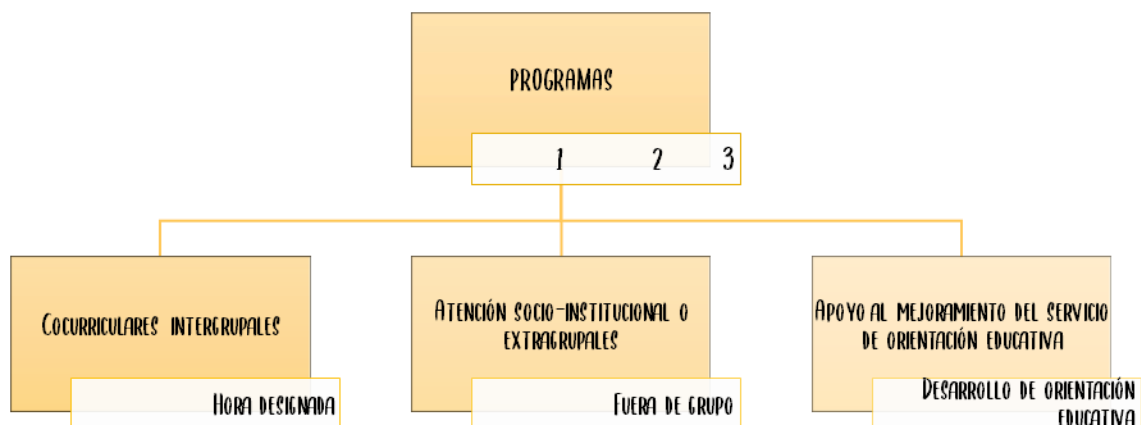 PROGRAMAS
1 2 3
COCURRICULARES INTERGRUPALES
HORA DESIGNADA
ATENCIÓN SOCIO-INSTITUCIONAL O
EXTRAGRUPALES
FUERA DE GRUPO
APOYO AL MEJORAMIENTO DEL SERVICIO
DE ORIENTACIÓN EDUCATIVA
DESARROLLO DE ORIENTACIÓN
EDUCATIVA